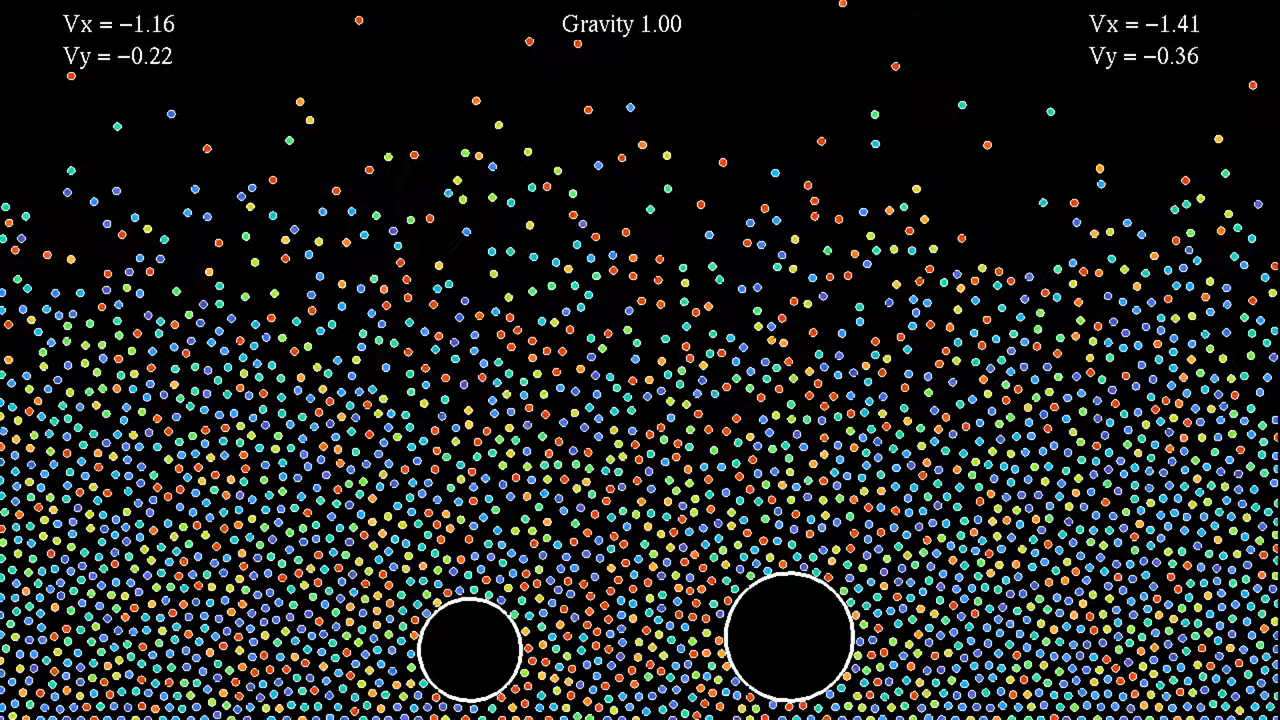 Vx = −1.16
Vy = −0.22
Gravity 1.00
Vx = −1.41
Vy = −0.36